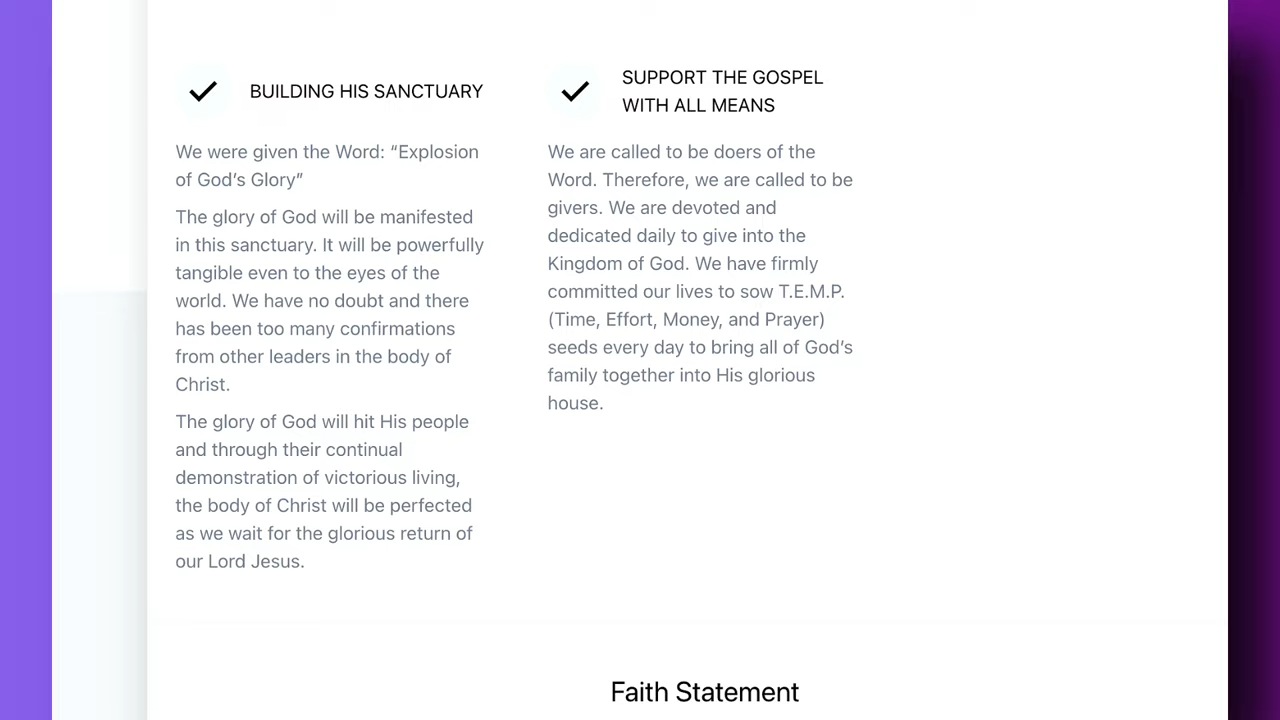 BUILDING HIS SANCTUARY
We were given the Word: “Explosion
of God’s Glory”
The glory of God will be manifested
in this sanctuary. It will be powerfully
tangible even to the eyes of the
world. We have no doubt and there
has been too many confirmations
from other leaders in the body of
Christ.
The glory of God will hit His people
and through their continual
demonstration of victorious living,
the body of Christ will be perfected
as we wait for the glorious return of
our Lord Jesus.
SUPPORT THE GOSPEL
WITH ALL MEANS
We are called to be doers of the
Word. Therefore, we are called to be
givers. We are devoted and
dedicated daily to give into the
Kingdom of God. We have firmly
committed our lives to sow T.E.M.P.
(Time, Effort, Money, and Prayer)
seeds every day to bring all of God’s
family together into His glorious
house.
Faith Statement